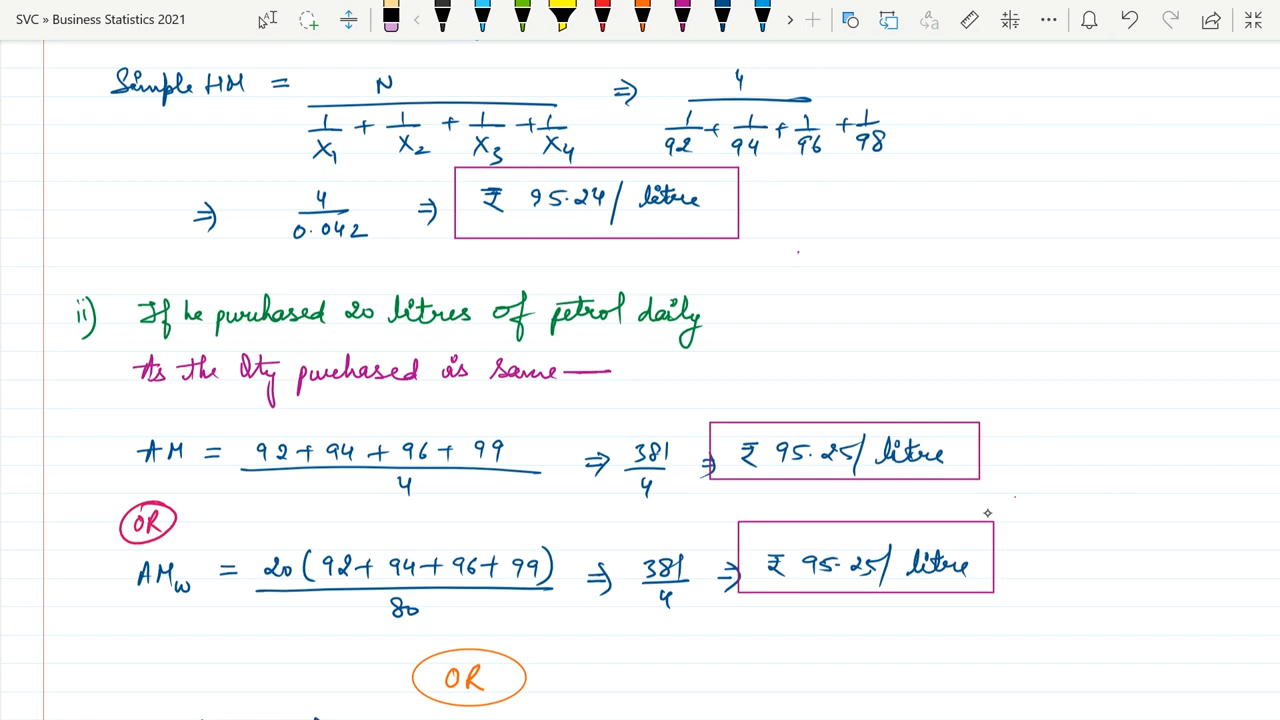 SVC » Business Statistics 2021
Simple HM = N / (1/X1 + 1/X2 + 1/X3 + 1/X4) ⇒ 4 / (1/92 + 1/94 + 1/96 + 1/98)
⇒ 4/0.042 ⇒ ₹ 95.24/ litre
ii) If he purchased 20 litres of petrol daily
As the Qty purchased is same —
AM = 92 + 94 + 96 + 99 / 4 ⇒ 381/4 ⇒ ₹ 95.25/ litre
OR
AMw = 20 (92 + 94 + 96 + 99) / 80 ⇒ 381/4 ⇒ ₹ 95.25/ litre
OR